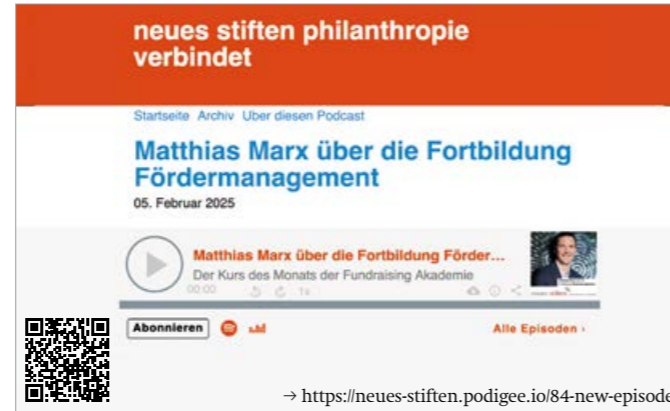 neues stiften philanthropie
verbindet
Startseite Archiv Über diesen Podcast
Matthias Marx über die Fortbildung
Fördermanagement
05. Februar 2025
Matthias Marx über die Fortbildung Förder...
Der Kurs des Monats der Fundraising Akademie
00:00 1x
Abonnieren
Alle Episoden ›
→ https://neues-stiften.podigee.io/84-new-episode